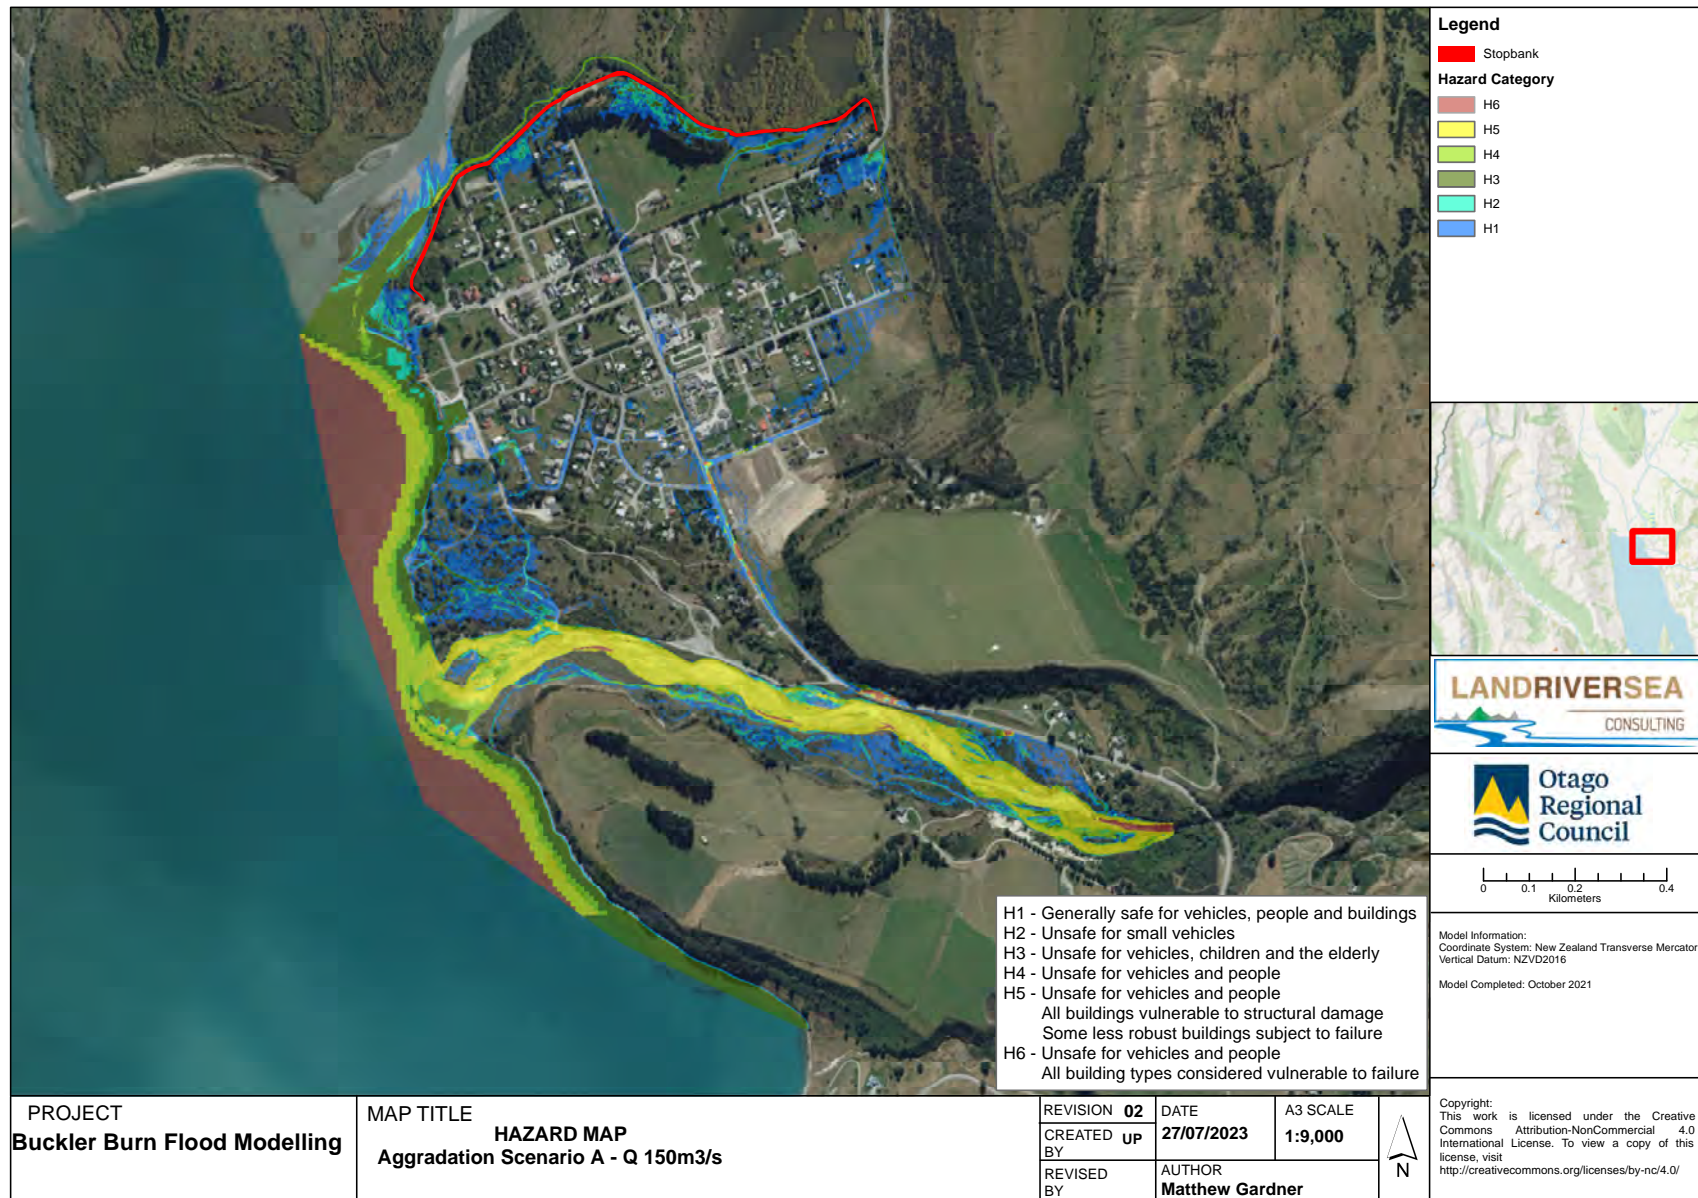 Legend
Stopbank
Hazard Category
H6
H5
H4
H3
H2
H1
LANDRIVERSEA
CONSULTING
Otago
Regional
Council
0 0.1 0.2 0.4
Kilometers
Model Information:
Coordinate System: New Zealand Transverse Mercator
Vertical Datum: NZVD2016
Model Completed: October 2021
Copyright:
This work is licensed under the Creative
Commons Attribution-NonCommercial 4.0
International License. To view a copy of this
license, visit
http://creativecommons.org/licenses/by-nc/4.0/
H1 - Generally safe for vehicles, people and buildings
H2 - Unsafe for small vehicles
H3 - Unsafe for vehicles, children and the elderly
H4 - Unsafe for vehicles and people
H5 - Unsafe for vehicles and people
All buildings vulnerable to structural damage
Some less robust buildings subject to failure
H6 - Unsafe for vehicles and people
All building types considered vulnerable to failure
PROJECT
Buckler Burn Flood Modelling
MAP TITLE
HAZARD MAP
Aggradation Scenario A - Q 150m3/s
REVISION 02
CREATED BY UP
REVISED BY
DATE
27/07/2023
A3 SCALE
1:9,000
AUTHOR
Matthew Gardner
N